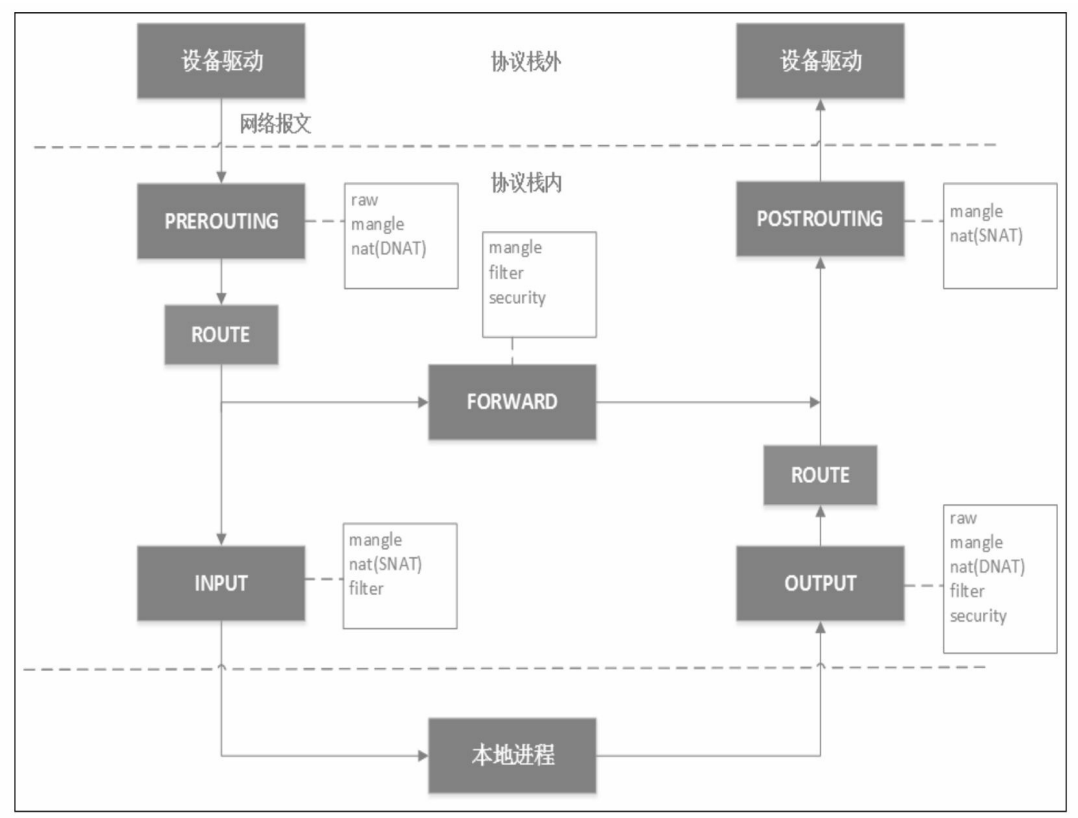 设备驱动
协议栈外
设备驱动
网络报文
协议栈内
PREROUTING
raw
mangle
nat(DNAT)
mangle
filter
security
POSTROUTING
mangle
nat(SNAT)
ROUTE
FORWARD
ROUTE
INPUT
mangle
nat(SNAT)
filter
OUTPUT
raw
mangle
nat(DNAT)
filter
security
本地进程